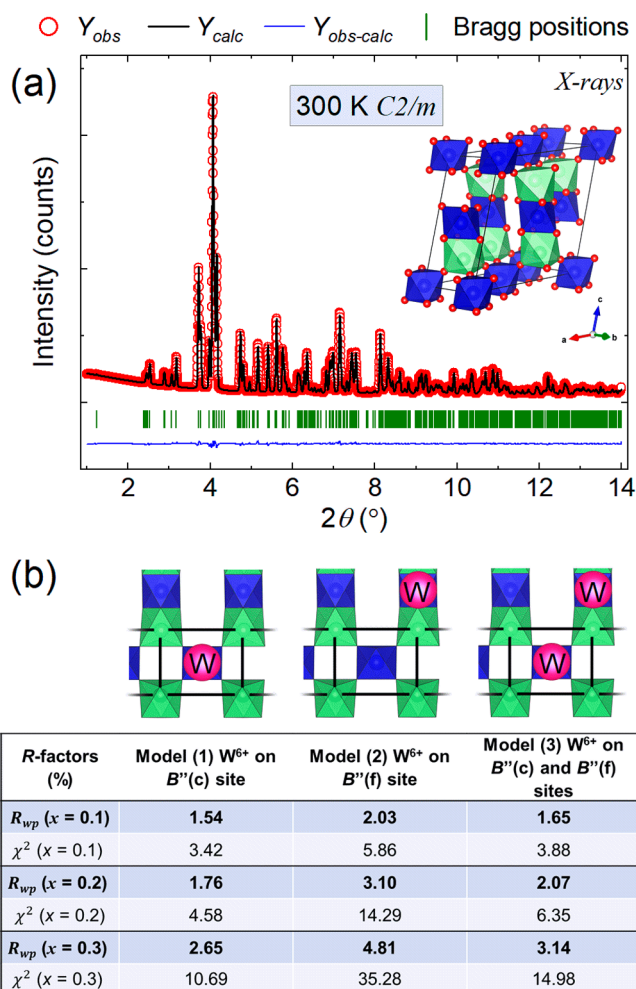 Y_obs Y_calc Y_obs-calc Bragg positions
(a)
X-rays
300 K C2/m
Intensity (counts)
c
a b
2 4 6 8 10 12 14
2θ (°)
(b)
W
W
W
W
R-factors (%)
Model (1) W⁶⁺ on B”(c) site
Model (2) W⁶⁺ on B”(f) site
Model (3) W⁶⁺ on B”(c) and B”(f) sites
R_wp (x = 0.1) 1.54 2.03 1.65
χ² (x = 0.1) 3.42 5.86 3.88
R_wp (x = 0.2) 1.76 3.10 2.07
χ² (x = 0.2) 4.58 14.29 6.35
R_wp (x = 0.3) 2.65 4.81 3.14
χ² (x = 0.3) 10.69 35.28 14.98